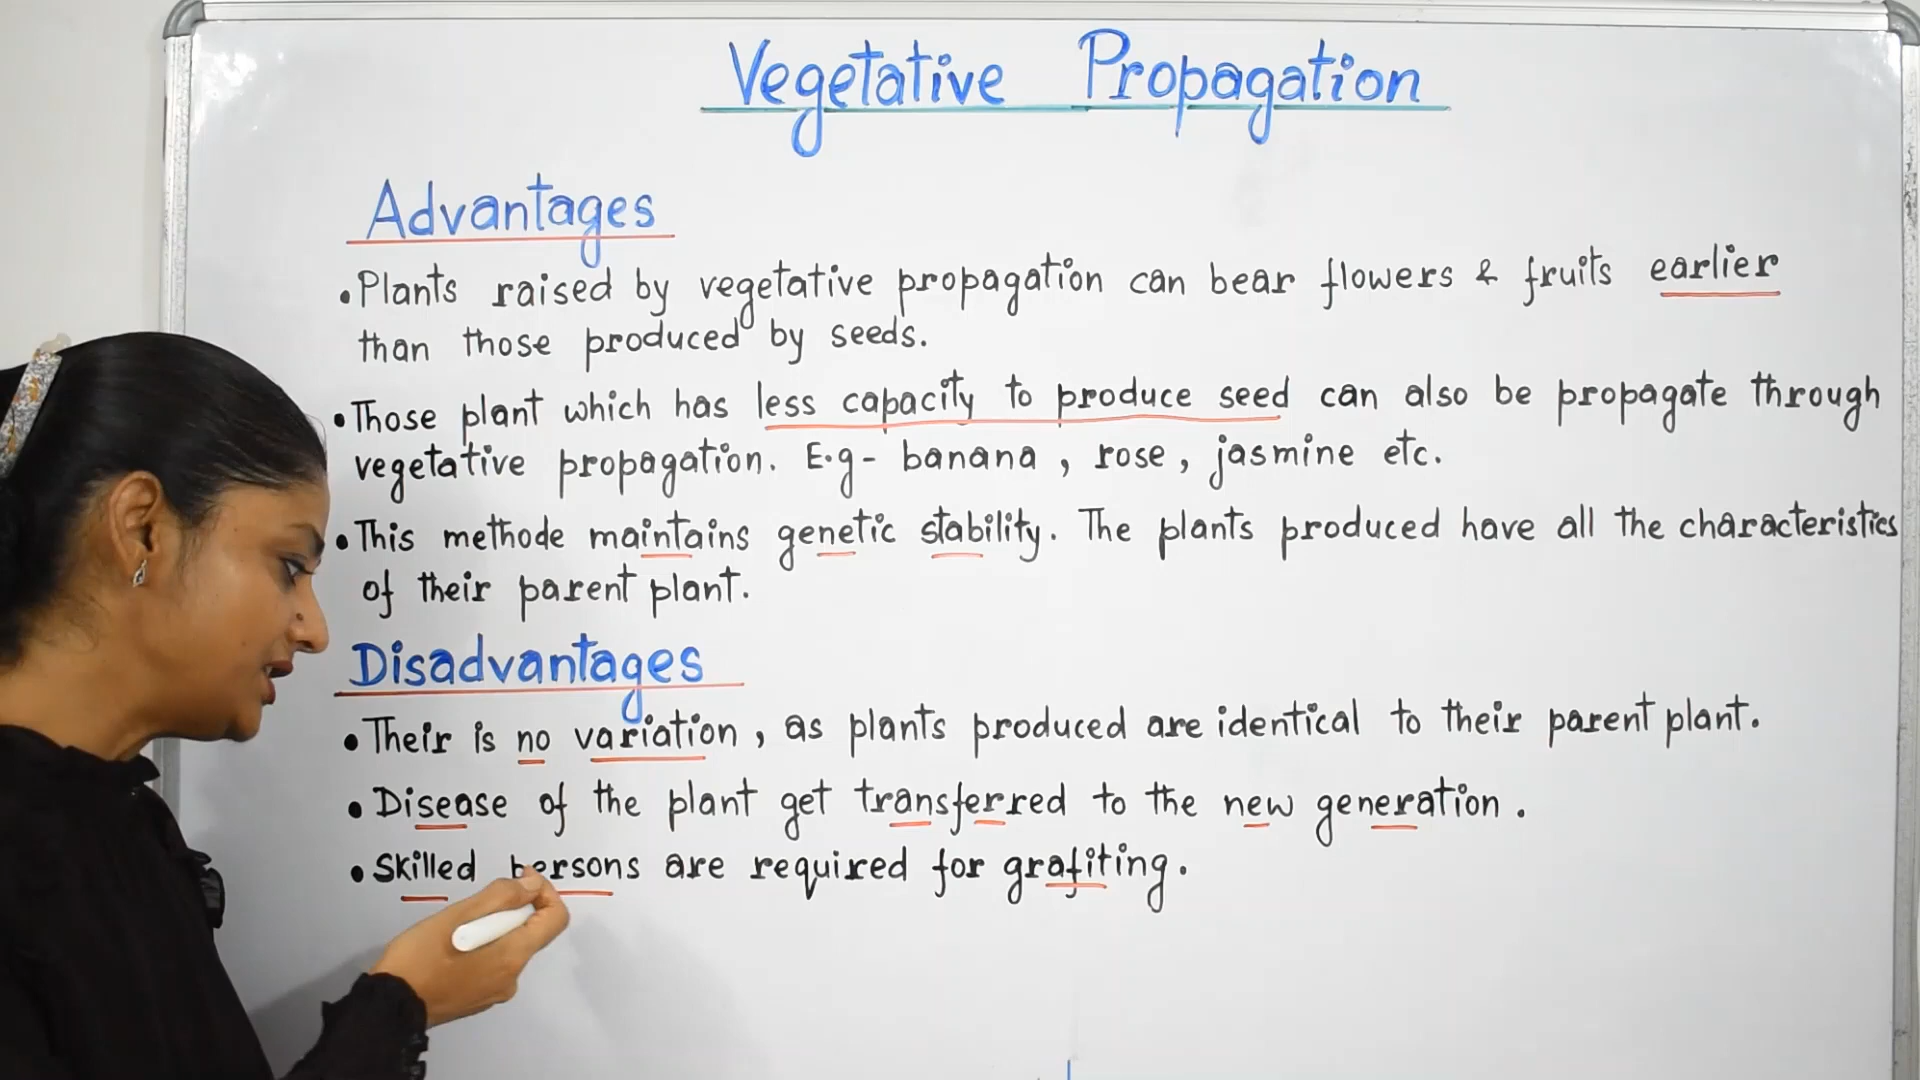 Vegetative Propagation
Advantages
•Plants raised by vegetative propagation can bear flowers & fruits earlier
than those produced by seeds.
•Those plant which has less capacity to produce seed can also be propagate through
vegetative propagation. E.g- banana, rose, jasmine etc.
•This methode maintains genetic stability. The plants produced have all the characteristics
of their parent plant.
Disadvantages
•Their is no variation, as plants produced are identical to their parent plant.
•Disease of the plant get transferred to the new generation.
•Skilled persons are required for grafiting.